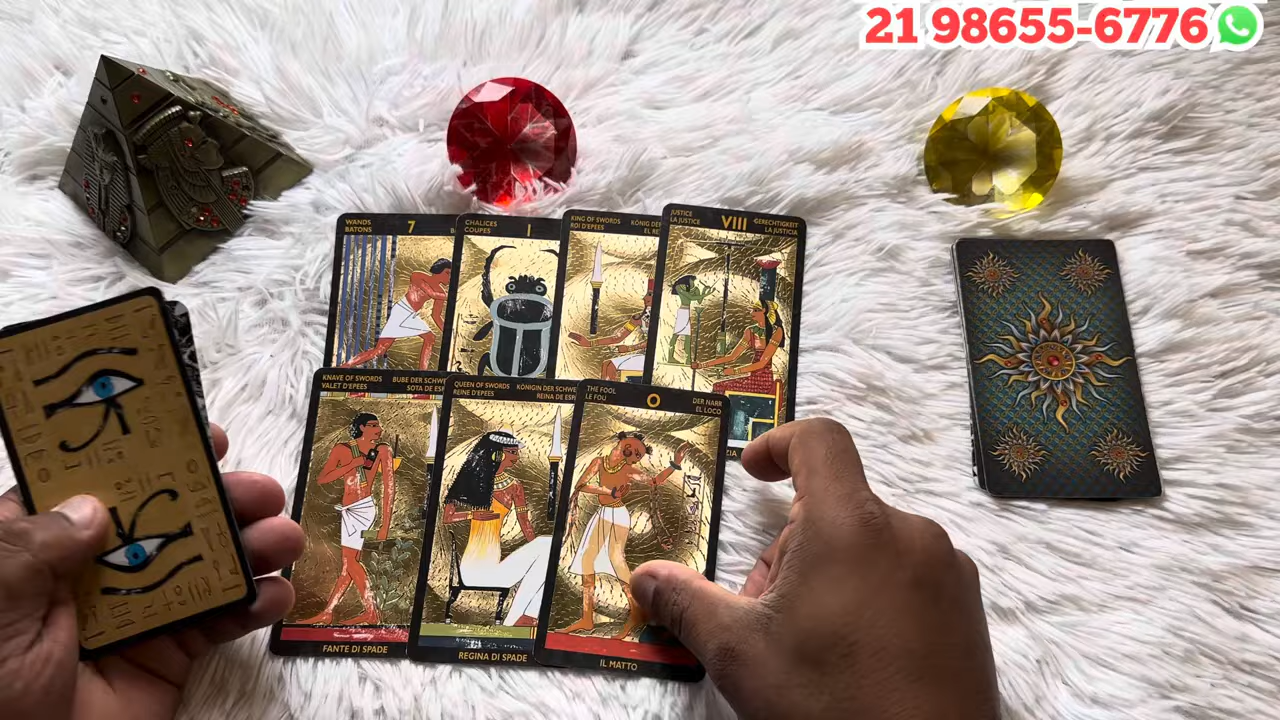 21 98655-6776
WANDS
BATONS
7
CHALICES
COUPES
I
KING OF SWORDS
ROI D'EPEES
JUSTICE
LA JUSTICE
VIII
GERECHTIGKEIT
LA JUSTICIA
KNAVE OF SWORDS
VALET D'EPEES
QUEEN OF SWORDS
REINE D'EPEES
THE FOOL
LE FOU
0
DER NARR
EL LOCO
FANTE DI SPADE
REGINA DI SPADE
IL MATTO